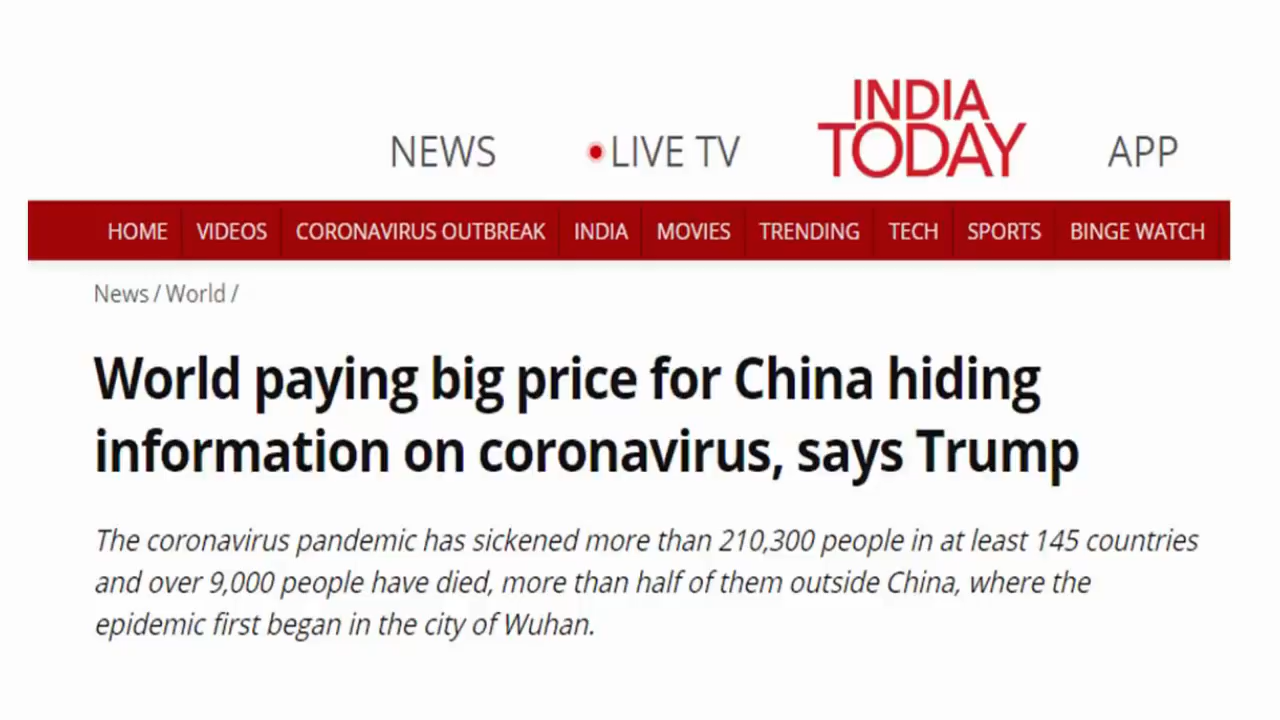 INDIA
TODAY
NEWS
LIVE TV
APP
HOME VIDEOS CORONAVIRUS OUTBREAK INDIA MOVIES TRENDING TECH SPORTS BINGE WATCH
News / World /
World paying big price for China hiding
information on coronavirus, says Trump
The coronavirus pandemic has sickened more than 210,300 people in at least 145 countries
and over 9,000 people have died, more than half of them outside China, where the
epidemic first began in the city of Wuhan.